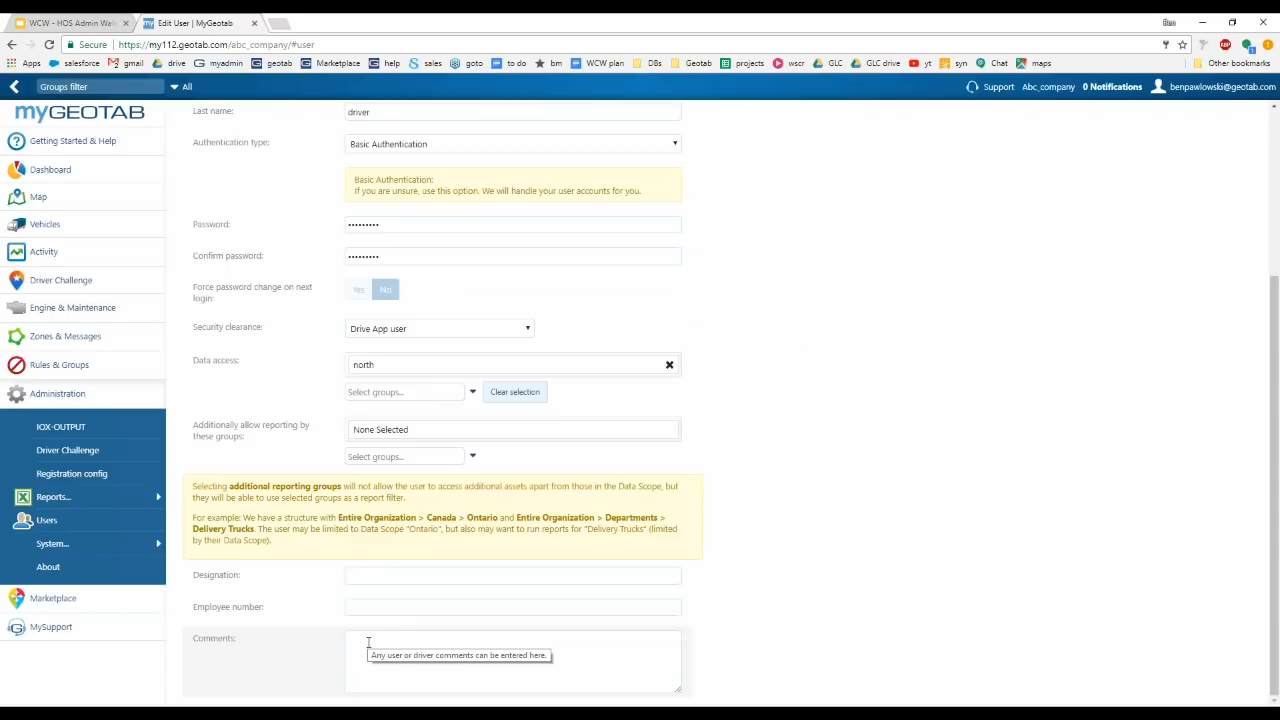 WCW - HOS Admin Walk
Edit User | MyGeotab
Ben
Secure
https://my112.geotab.com/abc_company/#user
Apps
salesforce
gmail
drive
myadmin
geotab
Marketplace
help
sales
goto
to do
bm
WCW plan
DBs
Geotab
projects
wscr
GLC
GLC drive
yt
syn
Chat
maps
Other bookmarks
Groups filter
All
Support
Abc_company
0 Notifications
benpawlowski@geotab.com
myGEOTAB
Getting Started & Help
Dashboard
Map
Vehicles
Activity
Driver Challenge
Engine & Maintenance
Zones & Messages
Rules & Groups
Administration
IOX-OUTPUT
Driver Challenge
Registration config
Reports...
Users
System...
About
Marketplace
MySupport
Last name:
driver
Authentication type:
Basic Authentication
Basic Authentication:
If you are unsure, use this option. We will handle your user accounts for you.
Password:
•••••••••
Confirm password:
•••••••••
Force password change on next
login:
Yes
No
Security clearance:
Drive App user
Data access:
north
Select groups...
Clear selection
Additionally allow reporting by
these groups:
None Selected
Select groups...
Selecting additional reporting groups will not allow the user to access additional assets apart from those in the Data Scope, but
they will be able to use selected groups as a report filter.
For example: We have a structure with Entire Organization > Canada > Ontario and Entire Organization > Departments >
Delivery Trucks. The user may be limited to Data Scope "Ontario", but also may want to run reports for "Delivery Trucks" (limited
by their Data Scope).
Designation:
Employee number:
Comments:
Any user or driver comments can be entered here.